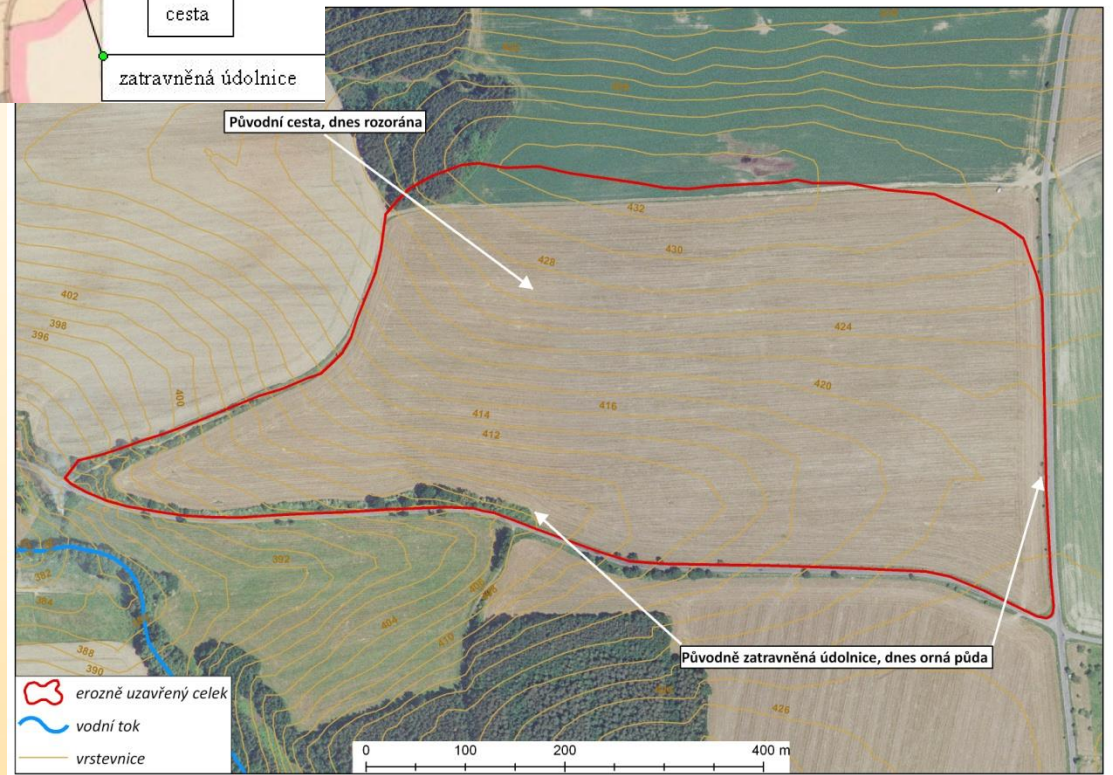 cesta
zatravněná údolnice
Původní cesta, dnes rozorána
432
430
428
402
424
398
396
420
400
416
414
412
392
382
384
404
410
388
390
Původně zatravněná údolnice, dnes orná půda
426
erozně uzavřený celek
vodní tok
vrstevnice
0 100 200 400 m